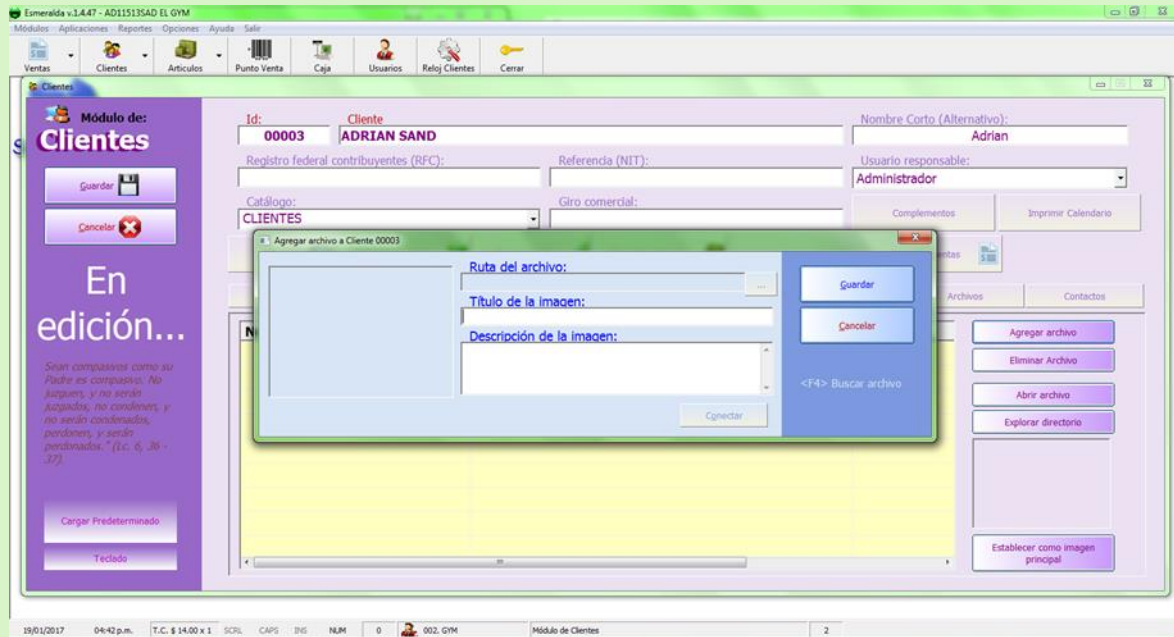 Esmeralda v.1.4.47 - AD11513SAD EL GYM
Módulos Aplicaciones Reportes Opciones Ayuda Salir
Ventas Clientes Articulos Punto Venta Caja Usuarios Reloj Clientes Cerrar
Clientes
Módulo de:
Clientes
Guardar
Cancelar
En
edición...
Sean compasivos como su
Padre es compasivo. No
juzguen, y no serán
juzgados, no condenen, y
no serán condenados,
perdonen, y serán
perdonados." (Lc. 6, 36 -
37).
Cargar Predeterminado
Teclado
Id: Cliente Nombre Corto (Alternativo):
00003 ADRIAN SAND Adrian
Registro federal contribuyentes (RFC): Referencia (NIT): Usuario responsable:
Administrador
Catálogo: Giro comercial:
CLIENTES Complementos Imprimir Calendario
Agregar archivo a Cliente 00003
Ruta del archivo:
...
Título de la imagen:
Descripción de la imagen:
Conectar
Guardar
Cancelar
<F4> Buscar archivo
Archivos Contactos
Agregar archivo
Eliminar Archivo
Abrir archivo
Explorar directorio
Establecer como imagen
principal
19/01/2017 04:42 p.m. T.C. $ 14.00 x 1 SCRL CAPS INS NUM 0 002. GYM Módulo de Clientes 2